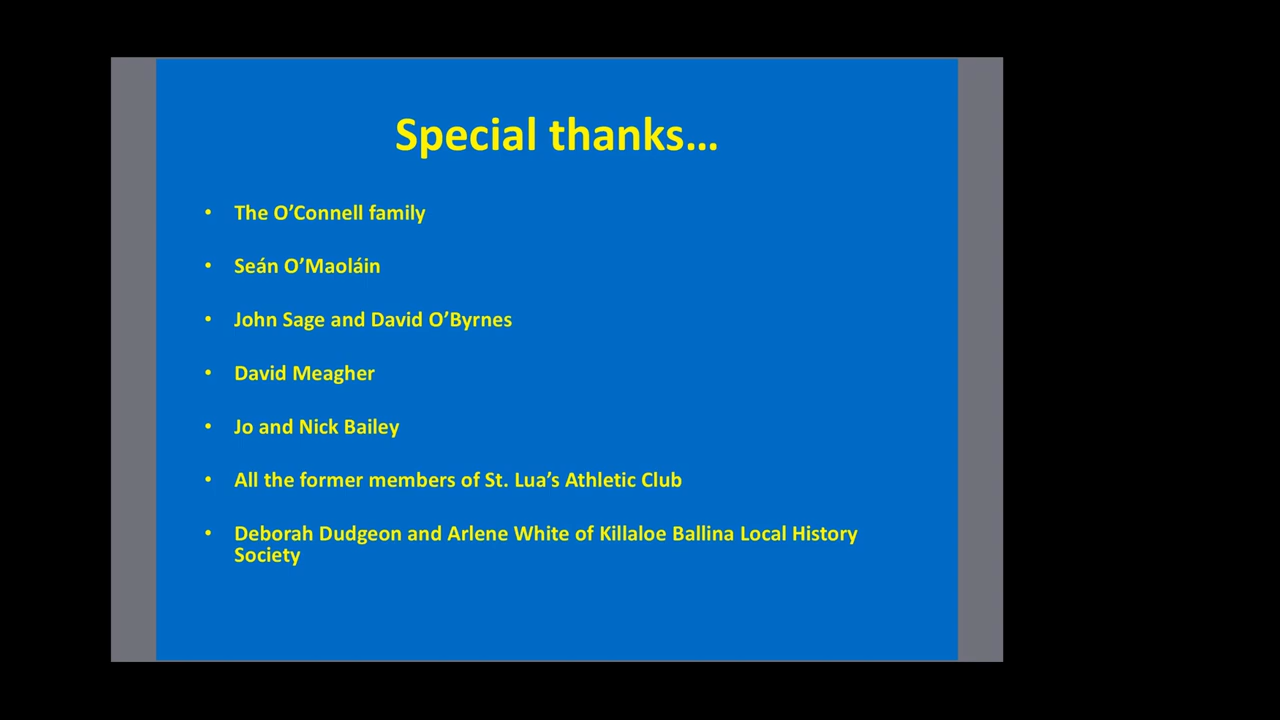 Special thanks...
• The O’Connell family
• Seán O’Maoláin
• John Sage and David O’Byrnes
• David Meagher
• Jo and Nick Bailey
• All the former members of St. Lua’s Athletic Club
• Deborah Dudgeon and Arlene White of Killaloe Ballina Local History
Society